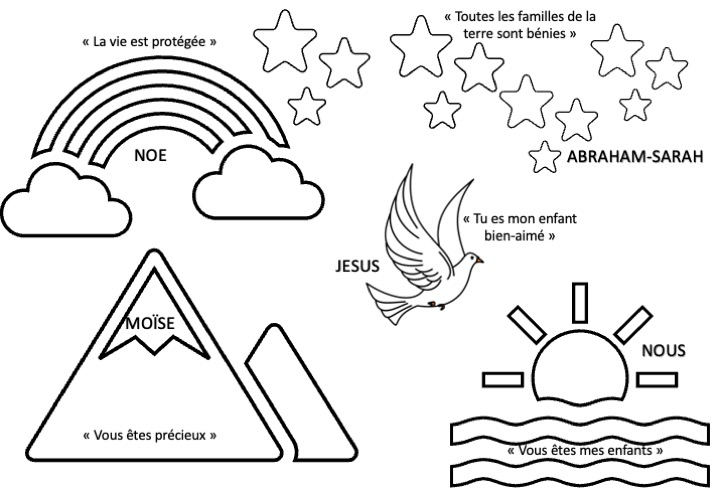 « La vie est protégée »
NOE
« Toutes les familles de la
terre sont bénies »
ABRAHAM-SARAH
« Tu es mon enfant
bien-aimé »
JESUS
MOÏSE
« Vous êtes précieux »
NOUS
« Vous êtes mes enfants »